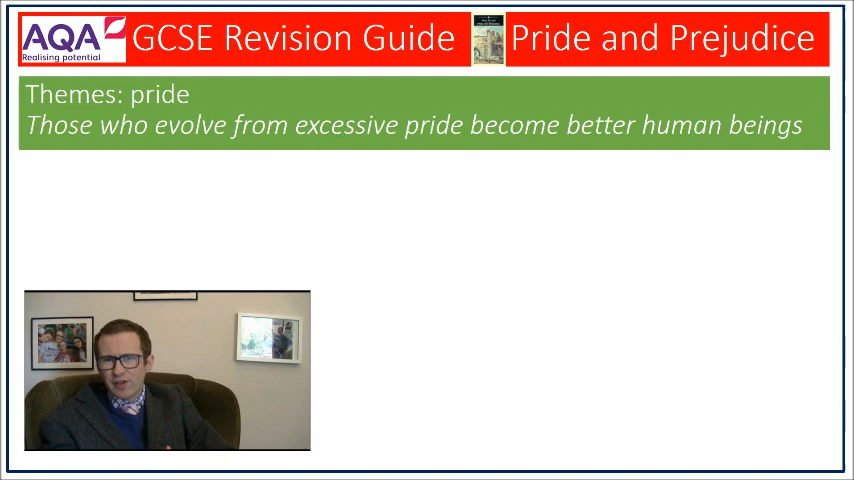 AQA
Realising potential
GCSE Revision Guide
Pride and Prejudice
Themes: pride
Those who evolve from excessive pride become better human beings